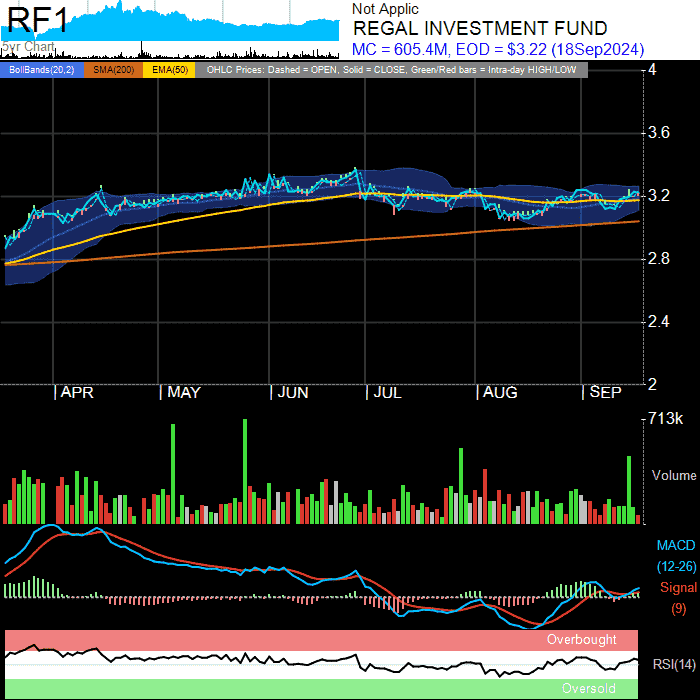 RF1
5yr Chart
Not Applic
REGAL INVESTMENT FUND
MC = 605.4M, EOD = $3.22 (18Sep2024)
BollBands(20,2) SMA(200) EMA(50) OHLC Prices: Dashed = OPEN, Solid = CLOSE, Green/Red bars = Intra-day HIGH/LOW
4
3.6
3.2
2.8
2.4
2
APR MAY JUN JUL AUG SEP
713k
Volume
MACD
(12-26)
Signal
(9)
Overbought
RSI(14)
Oversold